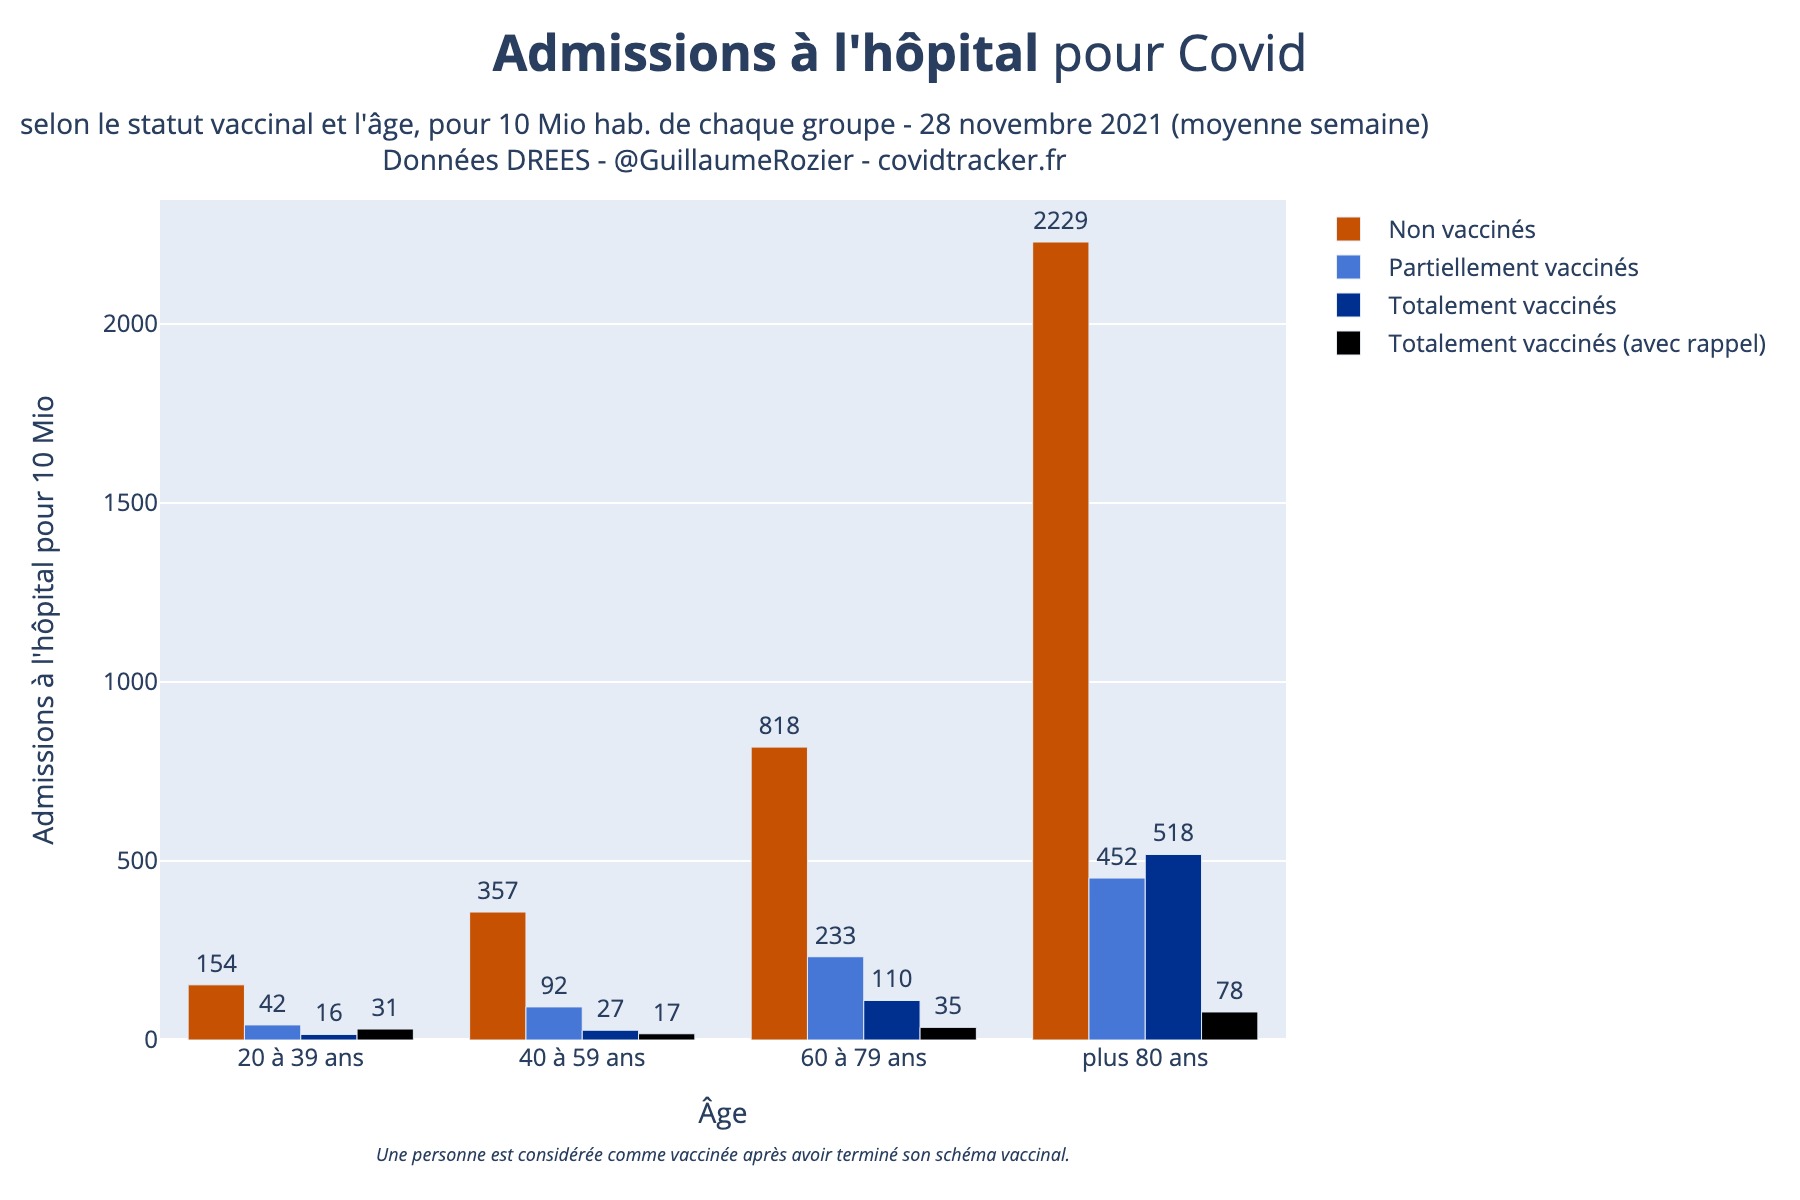 Admissions à l'hôpital pour Covid
selon le statut vaccinal et l'âge, pour 10 Mio hab. de chaque groupe - 28 novembre 2021 (moyenne semaine)
Données DREES - @GuillaumeRozier - covidtracker.fr
Non vaccinés
Partiellement vaccinés
Totalement vaccinés
Totalement vaccinés (avec rappel)
Admissions à l'hôpital pour 10 Mio
2000
1500
1000
500
0
154
42
16
31
357
92
27
17
818
233
110
35
2229
452
518
78
20 à 39 ans
40 à 59 ans
60 à 79 ans
plus 80 ans
Âge
Une personne est considérée comme vaccinée après avoir terminé son schéma vaccinal.